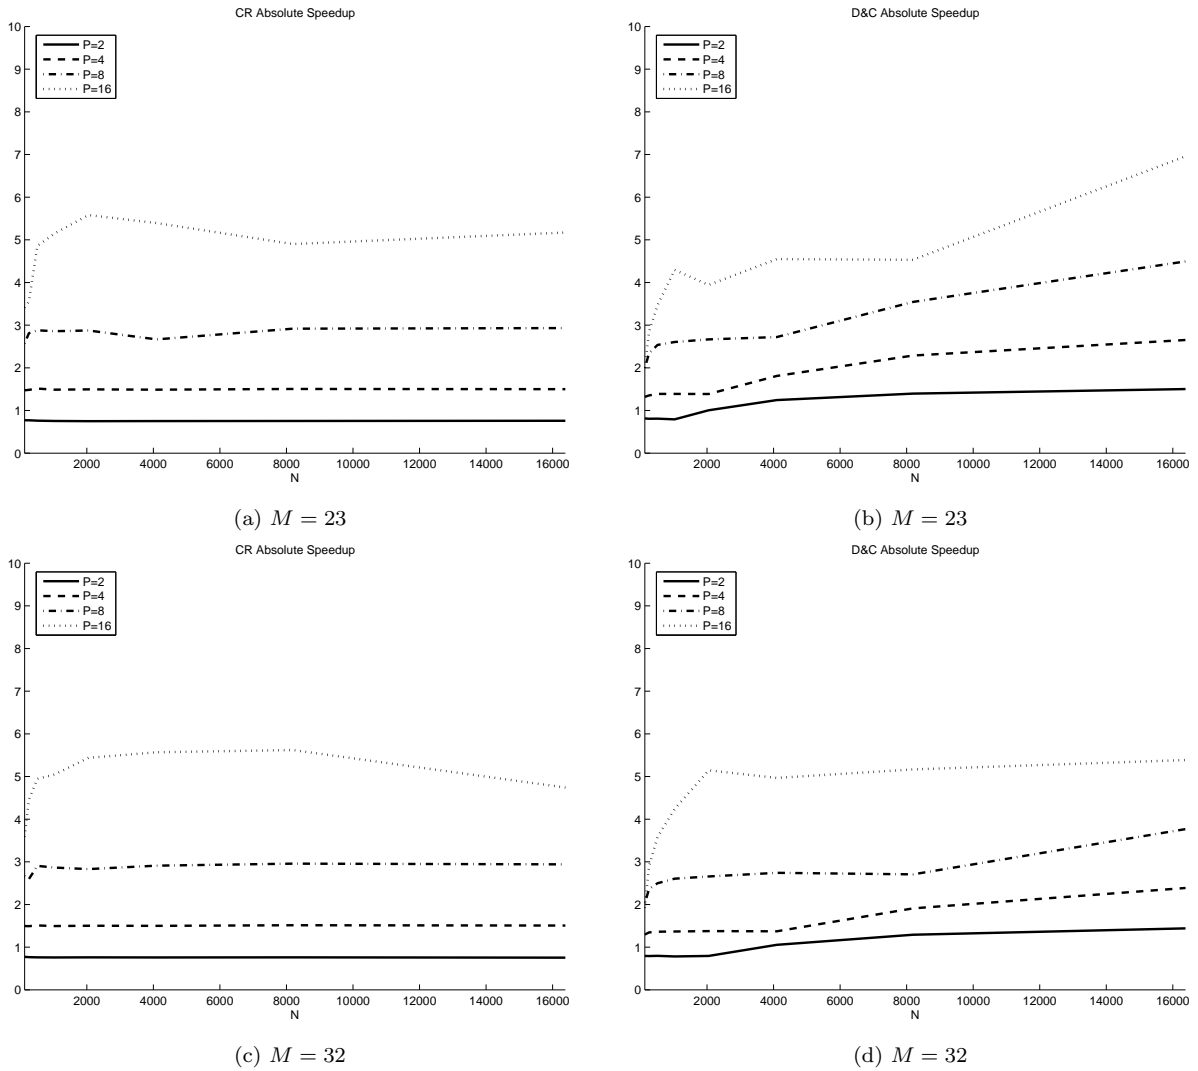 CR Absolute Speedup
10
9
8
7
6
5
4
3
2
1
0
P=2
P=4
P=8
P=16
2000 4000 6000 8000 10000 12000 14000 16000
N
(a) M = 23
D&C Absolute Speedup
10
9
8
7
6
5
4
3
2
1
0
P=2
P=4
P=8
P=16
2000 4000 6000 8000 10000 12000 14000 16000
N
(b) M = 23
CR Absolute Speedup
10
9
8
7
6
5
4
3
2
1
0
P=2
P=4
P=8
P=16
2000 4000 6000 8000 10000 12000 14000 16000
N
(c) M = 32
D&C Absolute Speedup
10
9
8
7
6
5
4
3
2
1
0
P=2
P=4
P=8
P=16
2000 4000 6000 8000 10000 12000 14000 16000
N
(d) M = 32